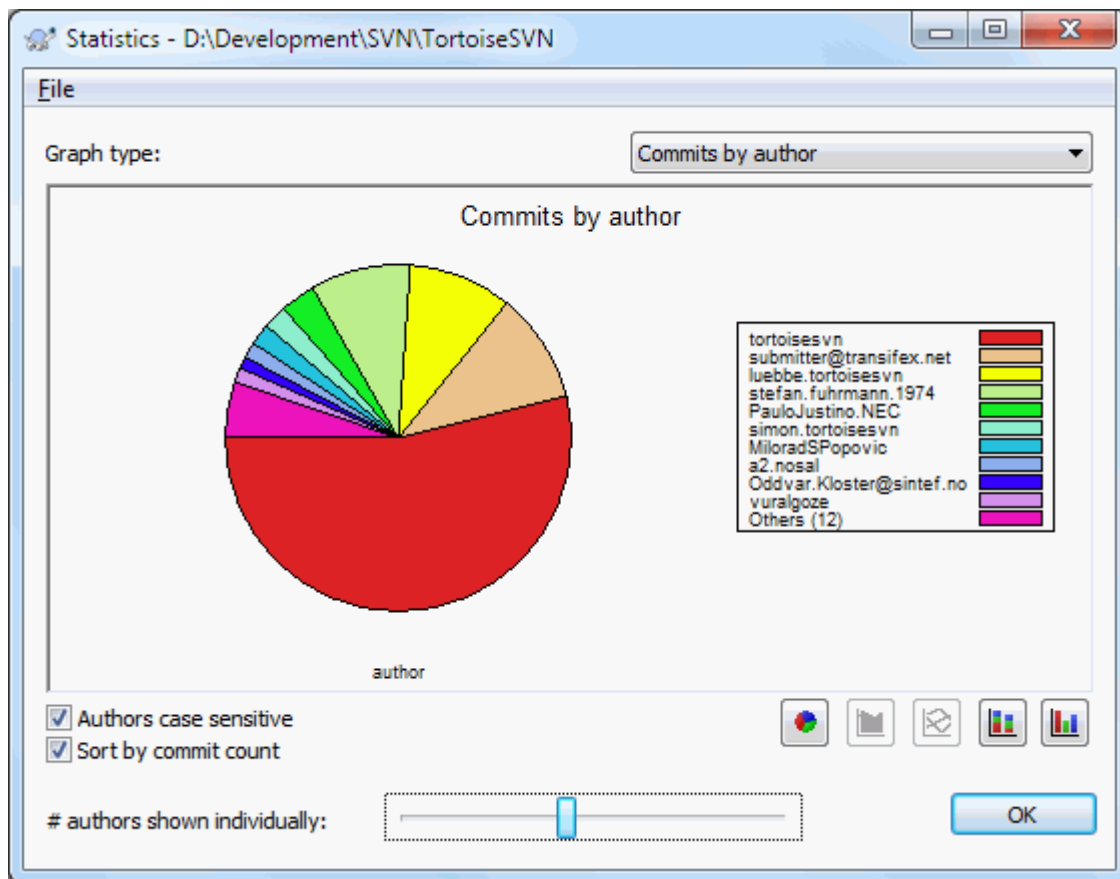 Statistics - D:\Development\SVN\TortoiseSVN
File
Graph type:
Commits by author
Commits by author
tortoisesvn
submitter@transifex.net
luebbe.tortoisesvn
stefan.fuhrmann.1974
PauloJustino.NEC
simon.tortoisesvn
MiloradSPopovic
a2.nosal
Oddvar.Kloster@sintef.no
vuralgoze
Others (12)
author
Authors case sensitive
Sort by commit count
# authors shown individually:
OK